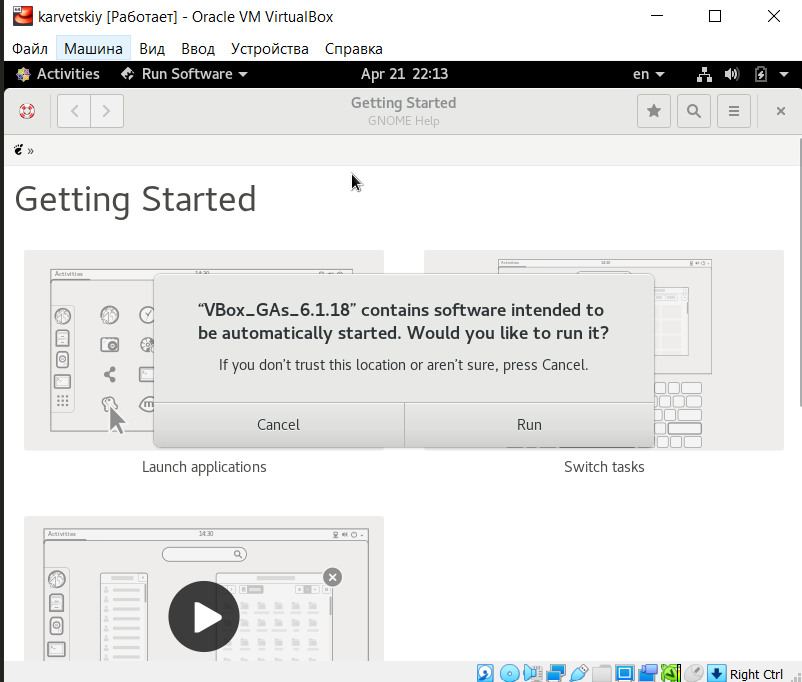 karvetskiy [Работает] - Oracle VM VirtualBox
Файл Машина Вид Ввод Устройства Справка
Activities Run Software Apr 21 22:13 en
Getting Started
GNOME Help
»
Getting Started
Activities 14:30
Activities 14:30
“VBox_GAs_6.1.18” contains software intended to
be automatically started. Would you like to run it?
If you don’t trust this location or aren’t sure, press Cancel.
Cancel Run
Launch applications Switch tasks
Activities 14:30
Right Ctrl